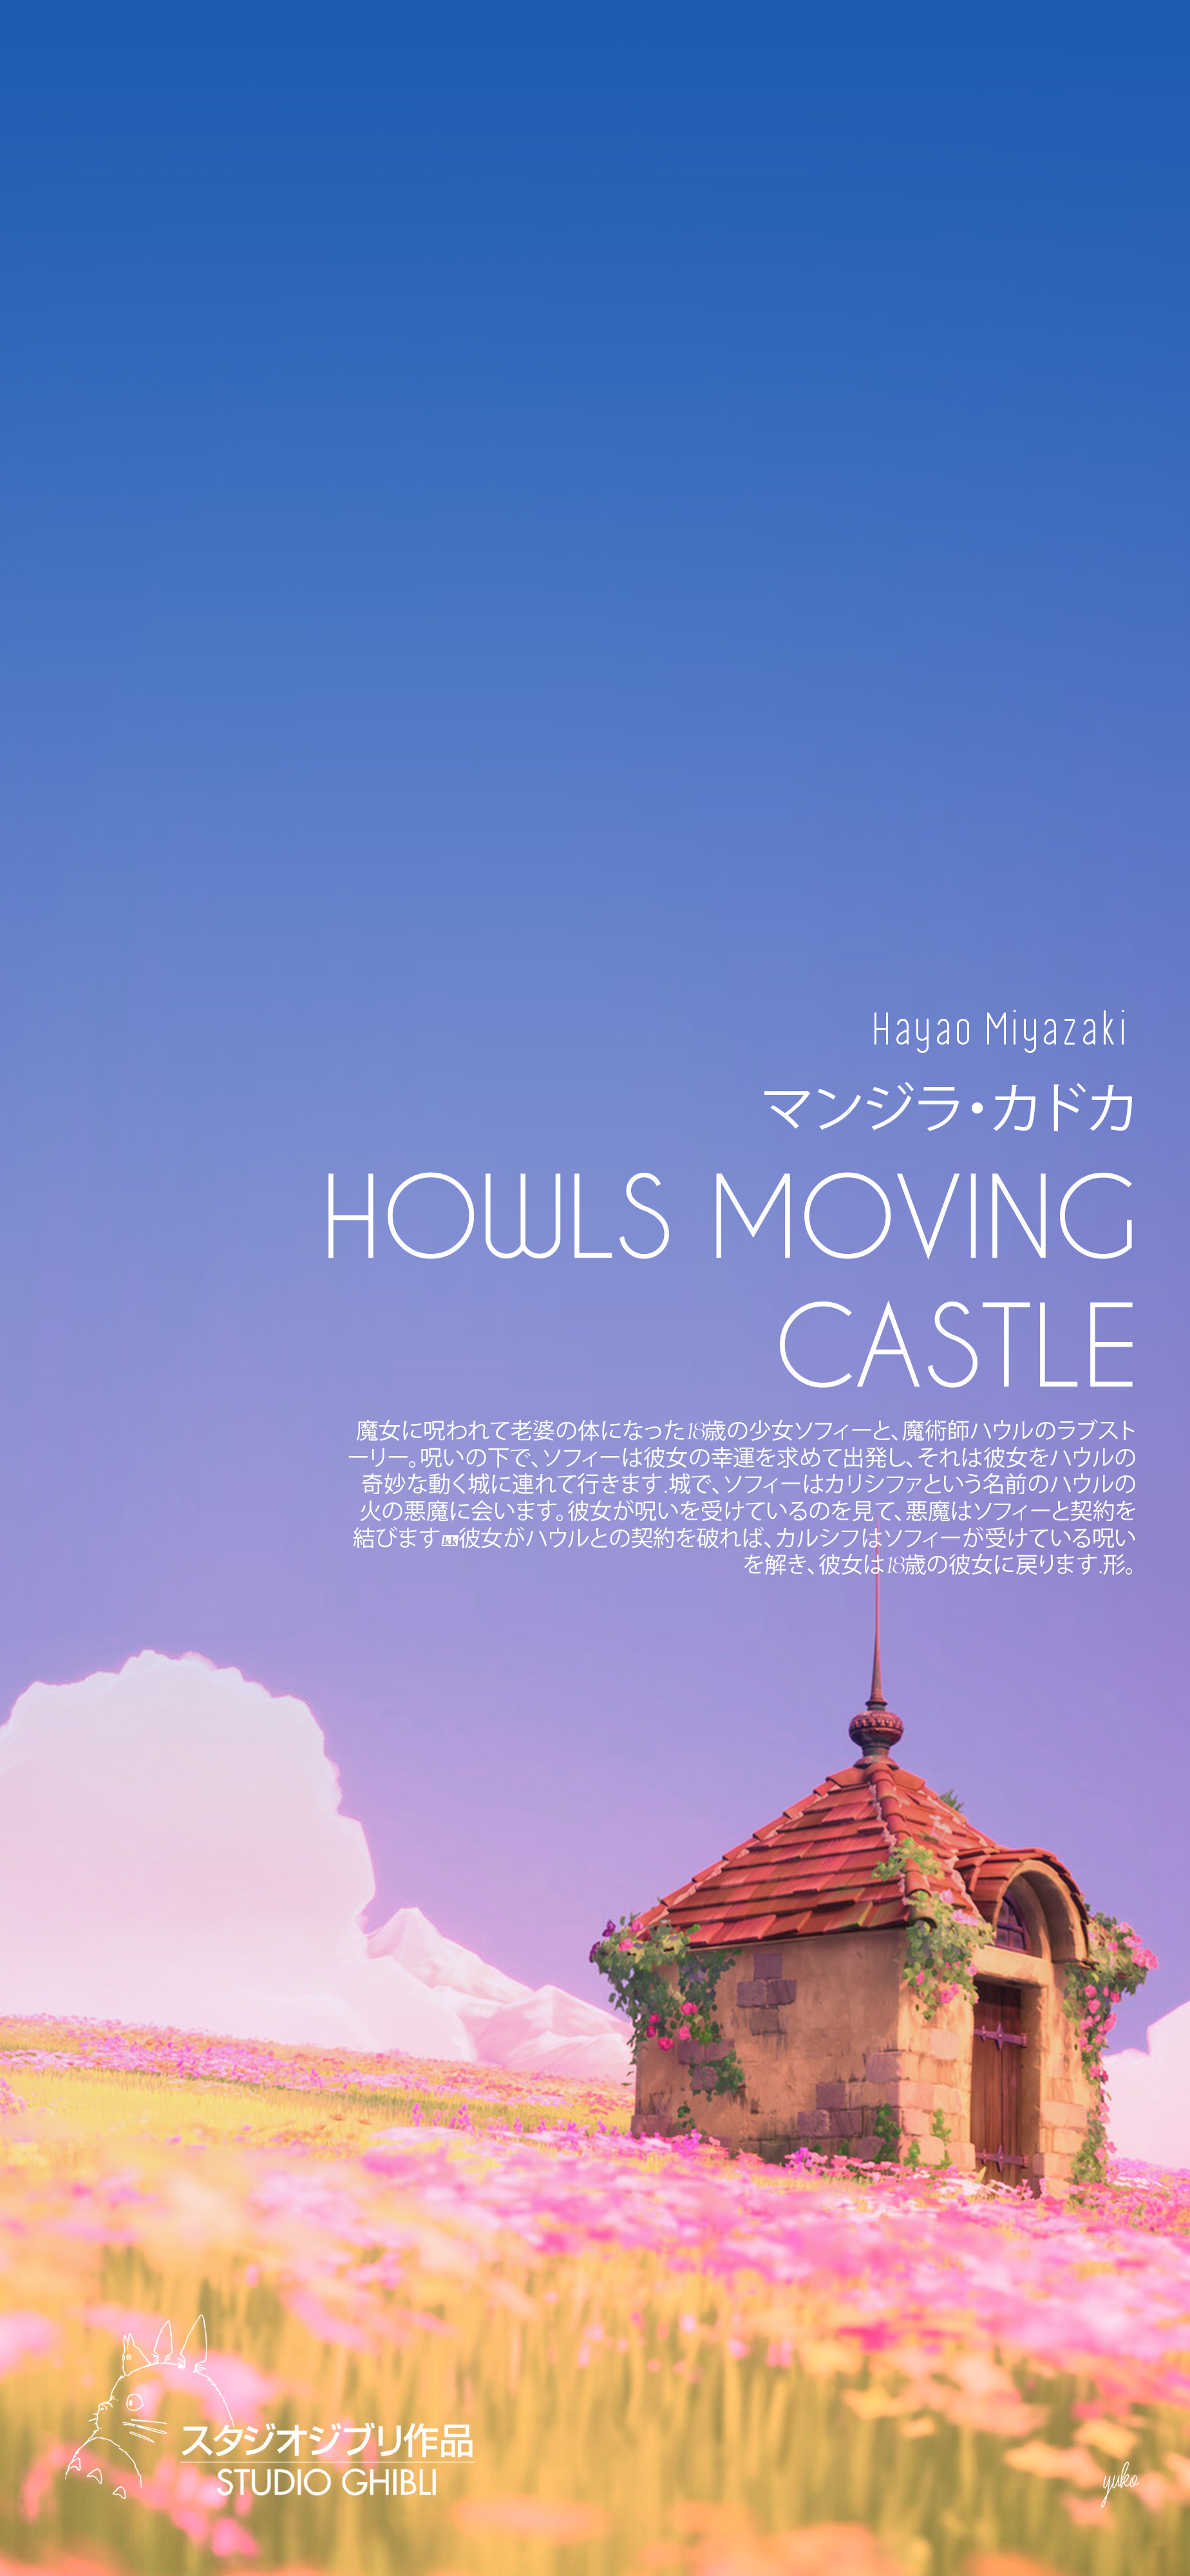 Hayao Miyazaki
マンジラ・カドカ
HOWLS MOVING
CASTLE
魔女に呪われて老婆の体になった18歳の少女ソフィーと、魔術師ハウルのラブスト
ーリー。呪いの下で、ソフィーは彼女の幸運を求めて出発し、それは彼女をハウルの
奇妙な動く城に連れて行きます.城で、ソフィーはカリシファという名前のハウルの
火の悪魔に会います。彼女が呪いを受けているのを見て、悪魔はソフィーと契約を
結びます彼女がハウルとの契約を破れば、カルシフはソフィーが受けている呪い
を解き、彼女は18歳の彼女に戻ります.形。
スタジオジブリ作品
STUDIO GHIBLI
yuko